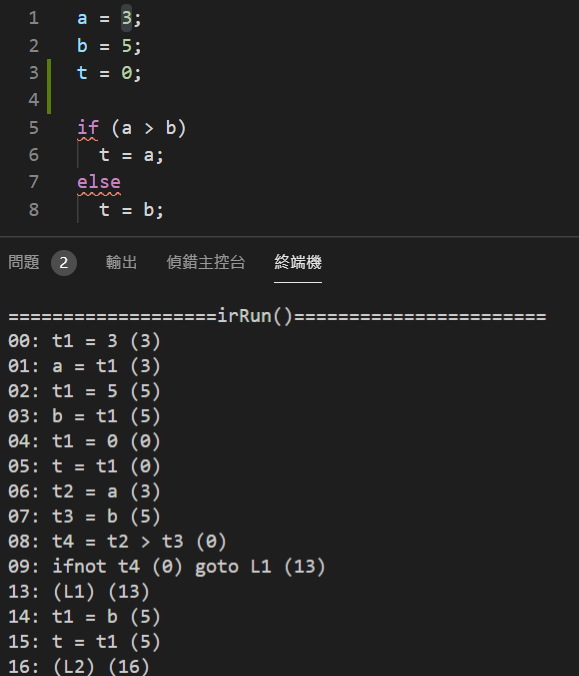 1 a = 3;
2 b = 5;
3 t = 0;
4
5 if (a > b)
6 t = a;
7 else
8 t = b;
問題 2 輸出 偵錯主控台 終端機
===================irRun()=======================
00: t1 = 3 (3)
01: a = t1 (3)
02: t1 = 5 (5)
03: b = t1 (5)
04: t1 = 0 (0)
05: t = t1 (0)
06: t2 = a (3)
07: t3 = b (5)
08: t4 = t2 > t3 (0)
09: ifnot t4 (0) goto L1 (13)
13: (L1) (13)
14: t1 = b (5)
15: t = t1 (5)
16: (L2) (16)